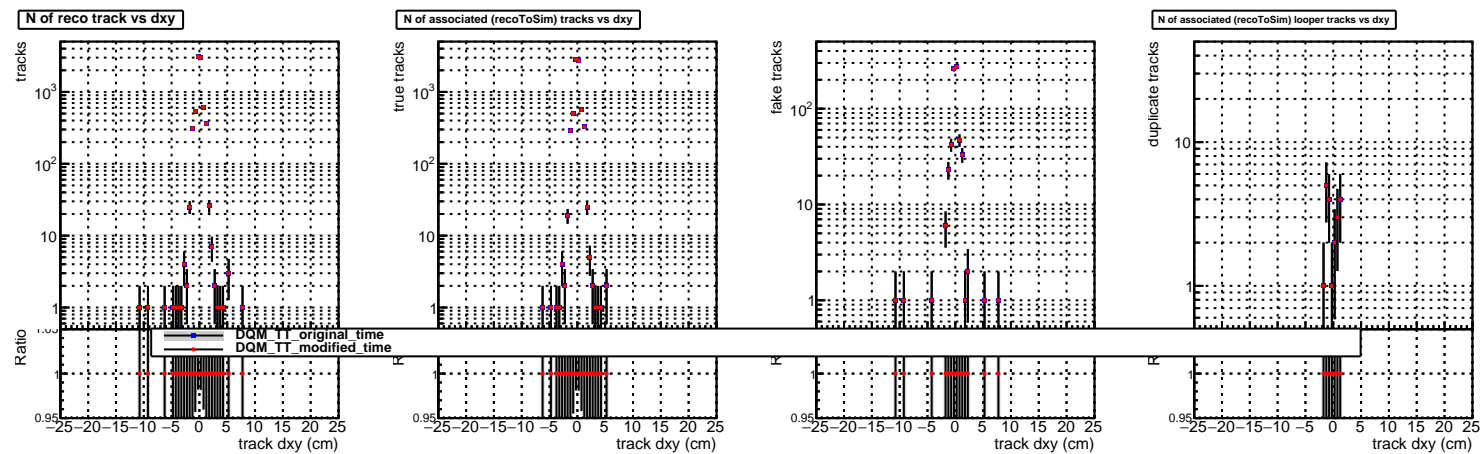 N of reco track vs dxy
tracks
10³
10²
10
1
Ratio
1.05
1
0.95
−25 −20 −15 −10 −5 0 5 10 15 20 25
track dxy (cm)
N of associated (recoToSim) tracks vs dxy
true tracks
10³
10²
10
1
1
0.95
−25 −20 −15 −10 −5 0 5 10 15 20 25
track dxy (cm)
fake tracks
10²
10
1
1
0.95
−25 −20 −15 −10 −5 0 5 10 15 20 25
track dxy (cm)
N of associated (recoToSim) looper tracks vs dxy
duplicate tracks
10
1
1
0.95
−25 −20 −15 −10 −5 0 5 10 15 20 25
track dxy (cm)
DQM_TT_original_time
DQM_TT_modified_time